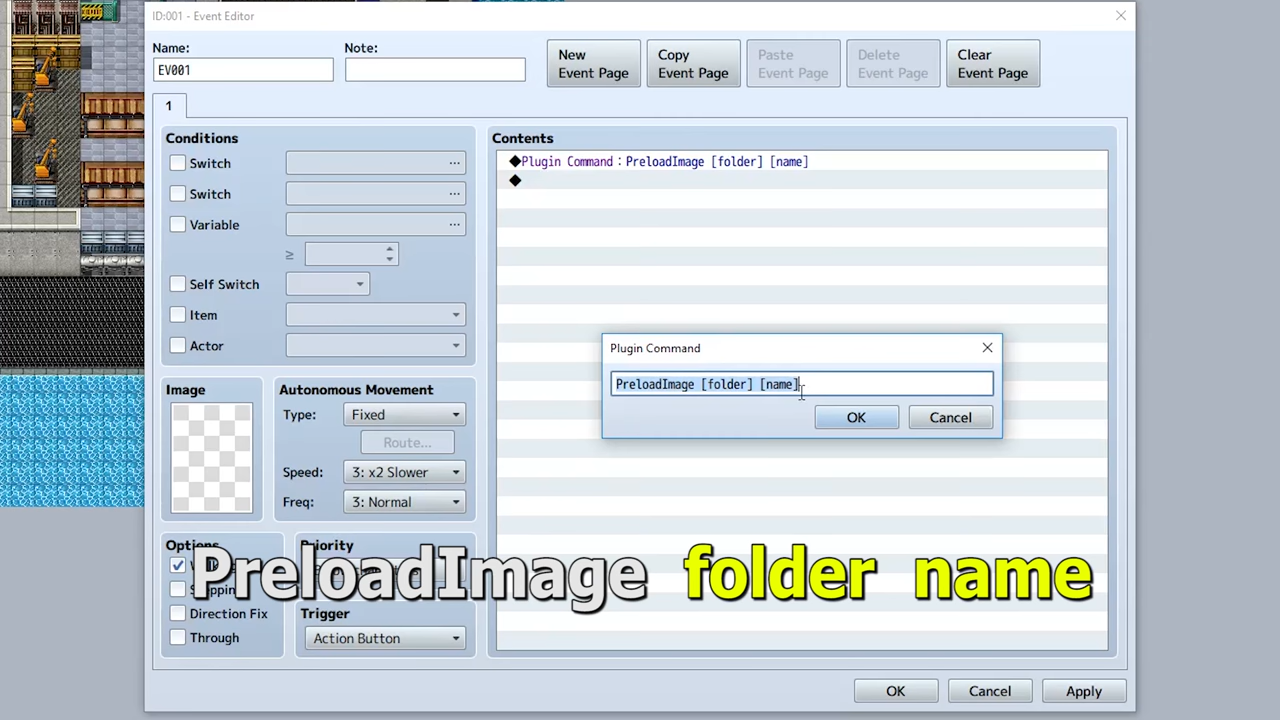 ID:001 - Event Editor
Name:
Note:
EV001
New
Event Page
Copy
Event Page
Paste
Event Page
Delete
Event Page
Clear
Event Page
1
Conditions
Switch
...
Switch
...
Variable
...
≥
Self Switch
Item
Actor
Image
Autonomous Movement
Type:
Fixed
Route...
Speed:
3: x2 Slower
Freq:
3: Normal
Options
Direction Fix
Through
Priority
Trigger
Action Button
Contents
◆Plugin Command : PreloadImage [folder] [name]
◆
Plugin Command
PreloadImage [folder] [name]
OK
Cancel
PreloadImage folder name
OK
Cancel
Apply